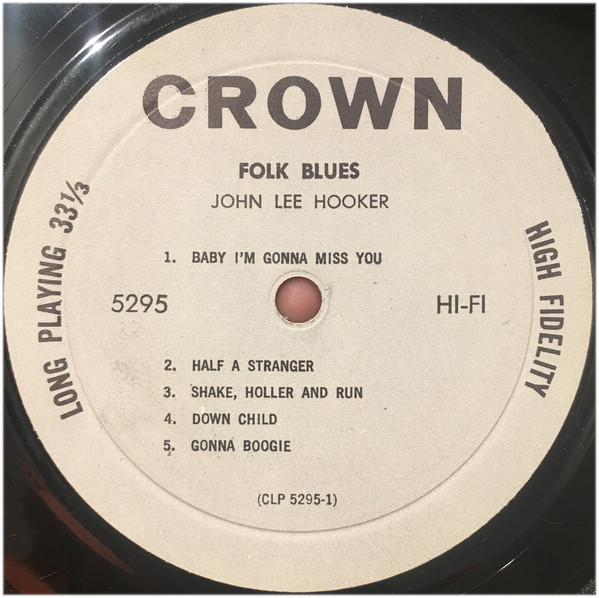 CROWN
FOLK BLUES
JOHN LEE HOOKER
1. BABY I'M GONNA MISS YOU
5295
HI-FI
LONG PLAYING 33⅓
HIGH FIDELITY
2. HALF A STRANGER
3. SHAKE, HOLLER AND RUN
4. DOWN CHILD
5. GONNA BOOGIE
(CLP 5295-1)